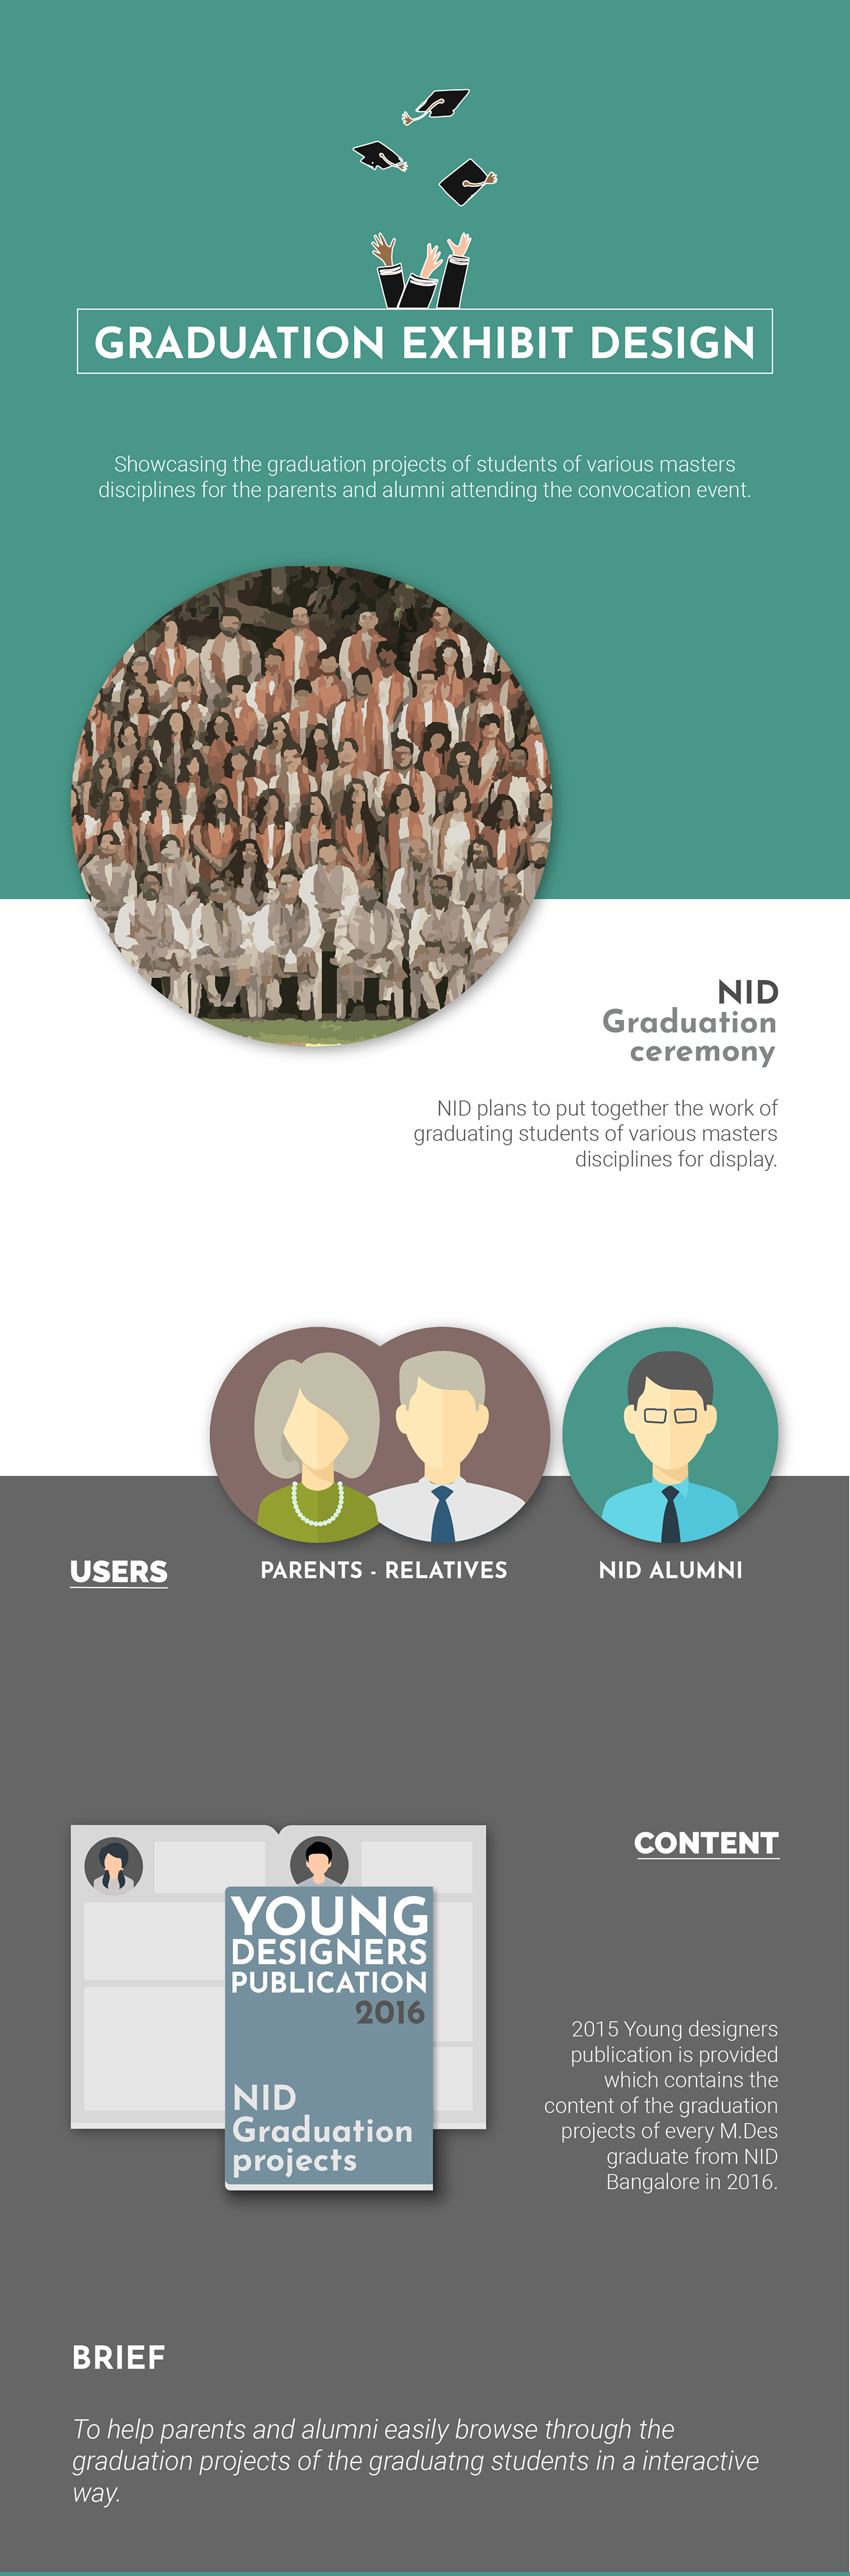 GRADUATION EXHIBIT DESIGN
Showcasing the graduation projects of students of various masters
disciplines for the parents and alumni attending the convocation event.
NID
Graduation
ceremony
NID plans to put together the work of
graduating students of various masters
disciplines for display.
USERS
PARENTS - RELATIVES
NID ALUMNI
CONTENT
YOUNG
DESIGNERS
PUBLICATION
2016
NID
Graduation
projects
2015 Young designers
publication is provided
which contains the
content of the graduation
projects of every M.Des
graduate from NID
Bangalore in 2016.
BRIEF
To help parents and alumni easily browse through the
graduation projects of the graduatng students in a interactive
way.